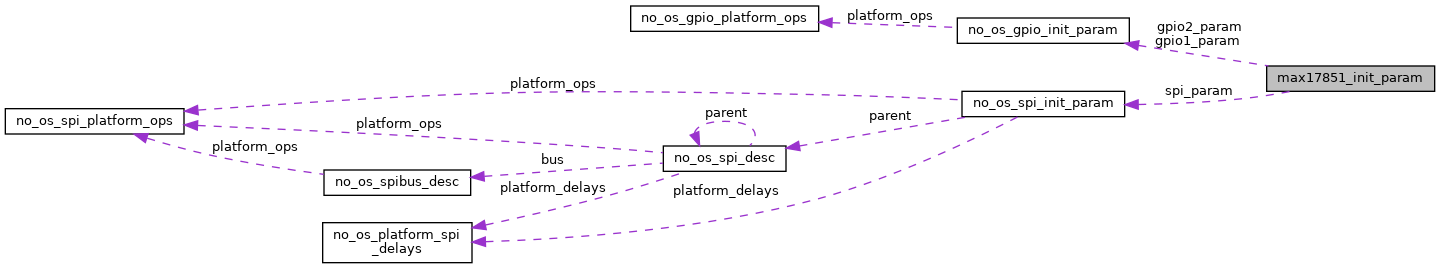 no_os_gpio_platform_ops
platform_ops
no_os_gpio_init_param
gpio2_param
gpio1_param
max17851_init_param
platform_ops
spi_param
no_os_spi_init_param
no_os_spi_platform_ops
platform_ops
parent
parent
no_os_spi_desc
platform_ops
bus
no_os_spibus_desc
platform_delays
platform_delays
no_os_platform_spi
_delays